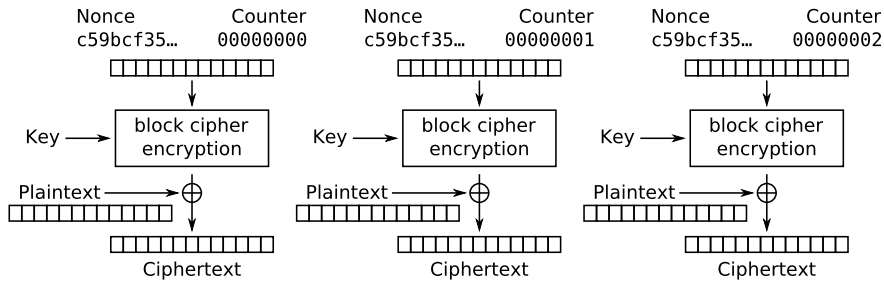 Nonce Counter
c59bcf35… 00000000
Key
block cipher
encryption
Plaintext
Ciphertext
Nonce Counter
c59bcf35… 00000001
Key
block cipher
encryption
Plaintext
Ciphertext
Nonce Counter
c59bcf35… 00000002
Key
block cipher
encryption
Plaintext
Ciphertext